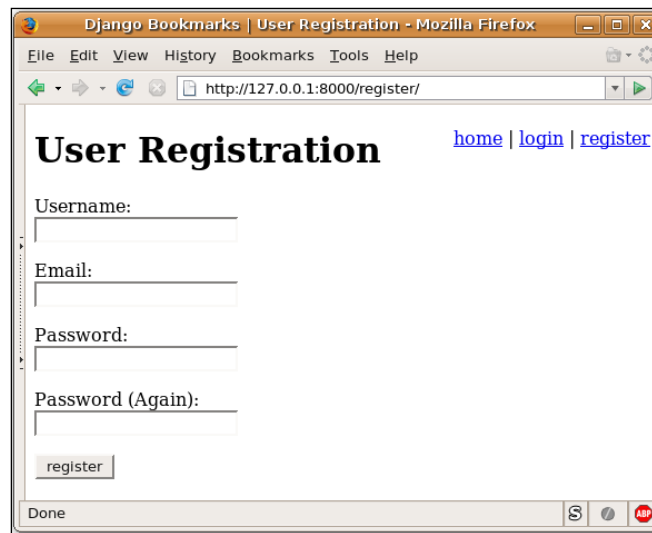 Django Bookmarks | User Registration - Mozilla Firefox
File Edit View History Bookmarks Tools Help
http://127.0.0.1:8000/register/
User Registration
home | login | register
Username:
Email:
Password:
Password (Again):
register
Done
S
ABP